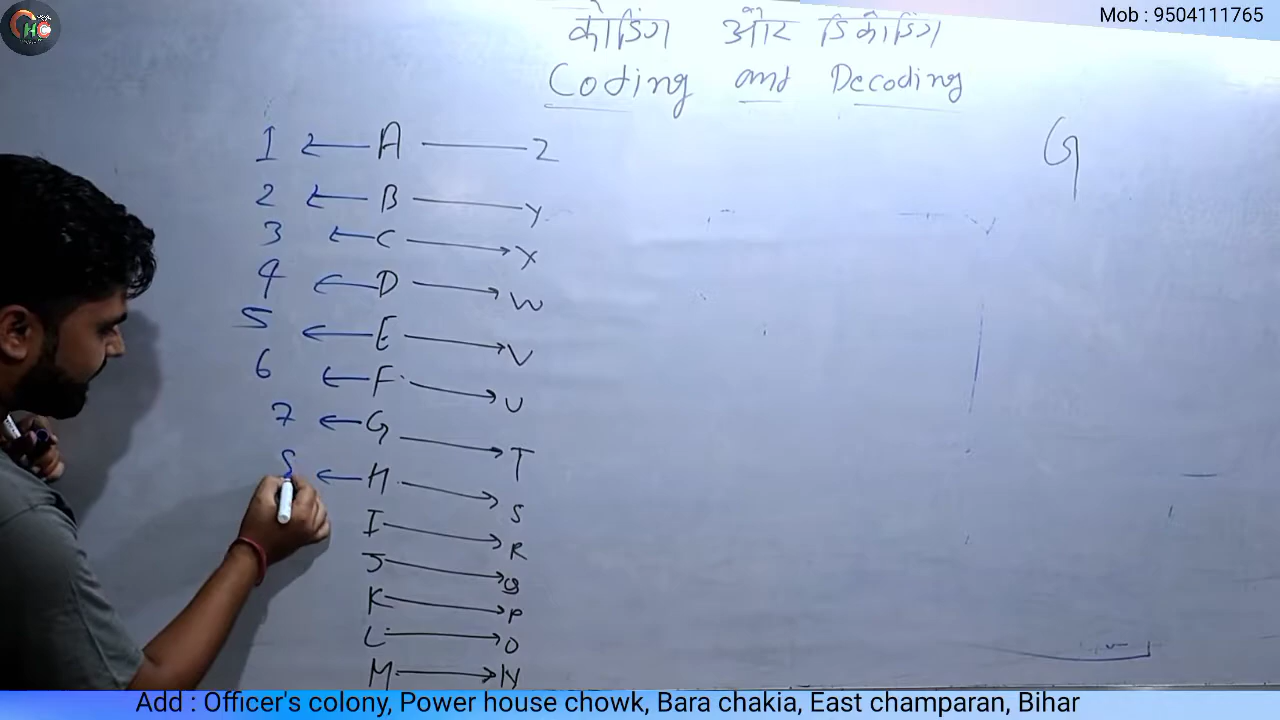 HC
Mob : 9504111765
कोडिंग और डिकोडिंग
Coding and Decoding
G
1 ← A — Z
2 ← B — Y
3 ← C → X
4 ← D → W
5 ← E → V
6 ← F → U
7 ← G → T
← H → S
I → R
J → Q
K → P
L → O
M → N
Add : Officer's colony, Power house chowk, Bara chakia, East champaran, Bihar